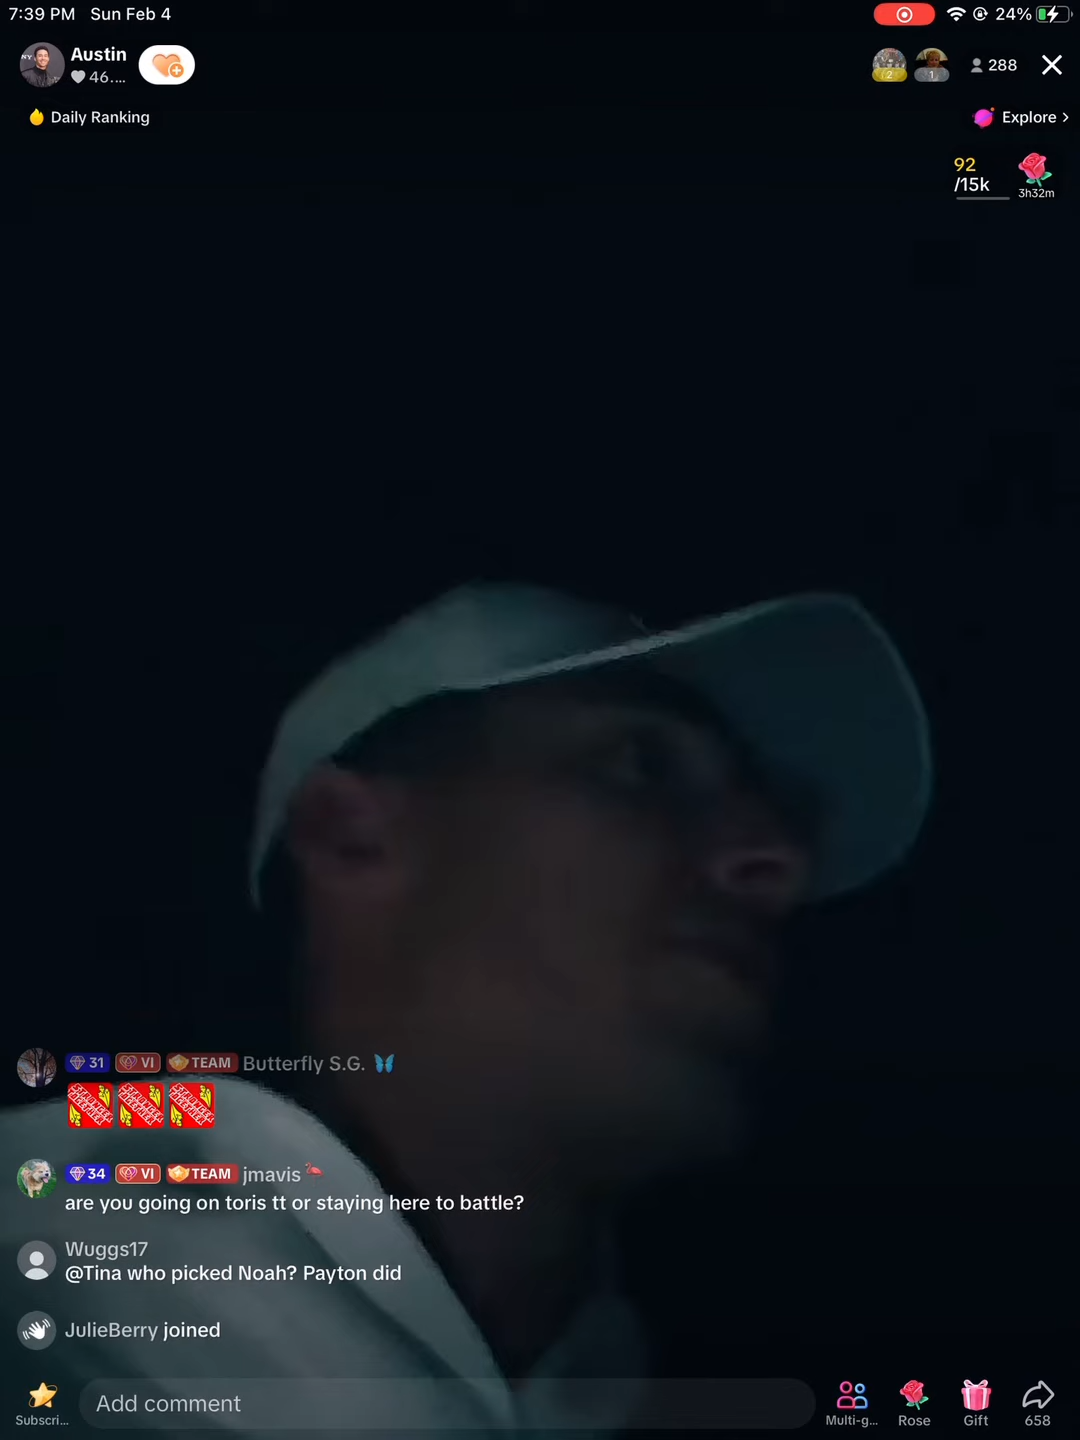 7:39 PM Sun Feb 4
24%
Austin
46....
2
1
288
Daily Ranking
Explore >
92
/15k
3h32m
31 VI TEAM Butterfly S.G. 🦋
34 VI TEAM jmavis🦩
are you going on toris tt or staying here to battle?
Wuggs17
@Tina who picked Noah? Payton did
JulieBerry joined
Subscri...
Add comment
Multi-g...
Rose
Gift
658